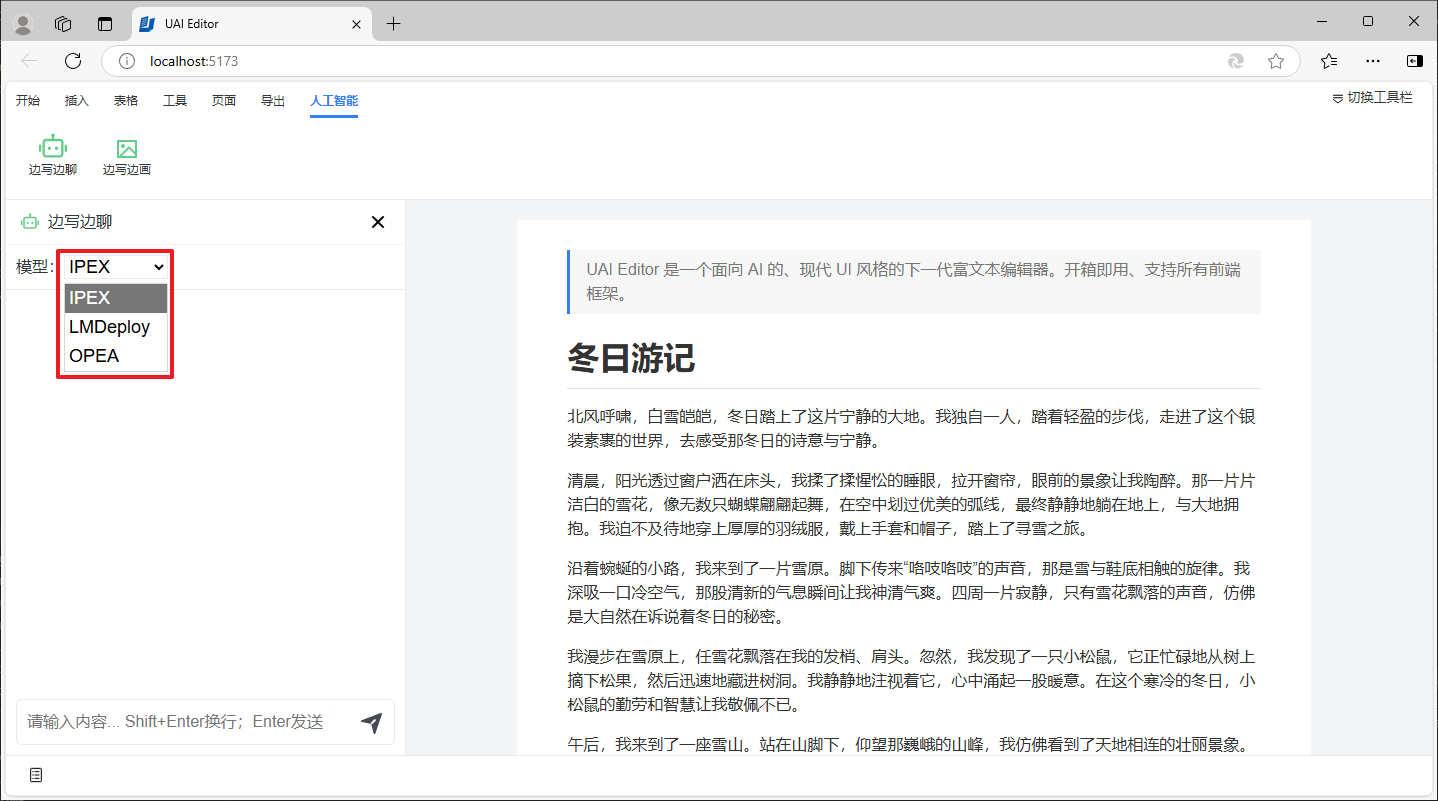 UAI Editor
localhost:5173
开始 插入 表格 工具 页面 导出 人工智能 切换工具栏
边写边聊 边写边画
边写边聊
模型: IPEX
IPEX
LMDeploy
OPEA
请输入内容... Shift+Enter换行；Enter发送
UAI Editor 是一个面向 AI 的、现代 UI 风格的下一代富文本编辑器。开箱即用、支持所有前端
框架。
冬日游记
北风呼啸，白雪皑皑，冬日踏上了这片宁静的大地。我独自一人，踏着轻盈的步伐，走进了这个银
装素裹的世界，去感受那冬日的诗意与宁静。
清晨，阳光透过窗户洒在床头，我揉了揉惺忪的睡眼，拉开窗帘，眼前的景象让我陶醉。那一片片
洁白的雪花，像无数只蝴蝶翩翩起舞，在空中划过优美的弧线，最终静静地躺在地上，与大地拥
抱。我迫不及待地穿上厚厚的羽绒服，戴上手套和帽子，踏上了寻雪之旅。
沿着蜿蜒的小路，我来到了一片雪原。脚下传来“咯吱咯吱”的声音，那是雪与鞋底相触的旋律。我
深吸一口冷空气，那股清新的气息瞬间让我神清气爽。四周一片寂静，只有雪花飘落的声音，仿佛
是大自然在诉说着冬日的秘密。
我漫步在雪原上，任雪花飘落在我的发梢、肩头。忽然，我发现了一只小松鼠，它正忙碌地从树上
摘下松果，然后迅速地藏进树洞。我静静地注视着它，心中涌起一股暖意。在这个寒冷的冬日，小
松鼠的勤劳和智慧让我敬佩不已。
午后，我来到了一座雪山。站在山脚下，仰望那巍峨的山峰，我仿佛看到了天地相连的壮丽景象。